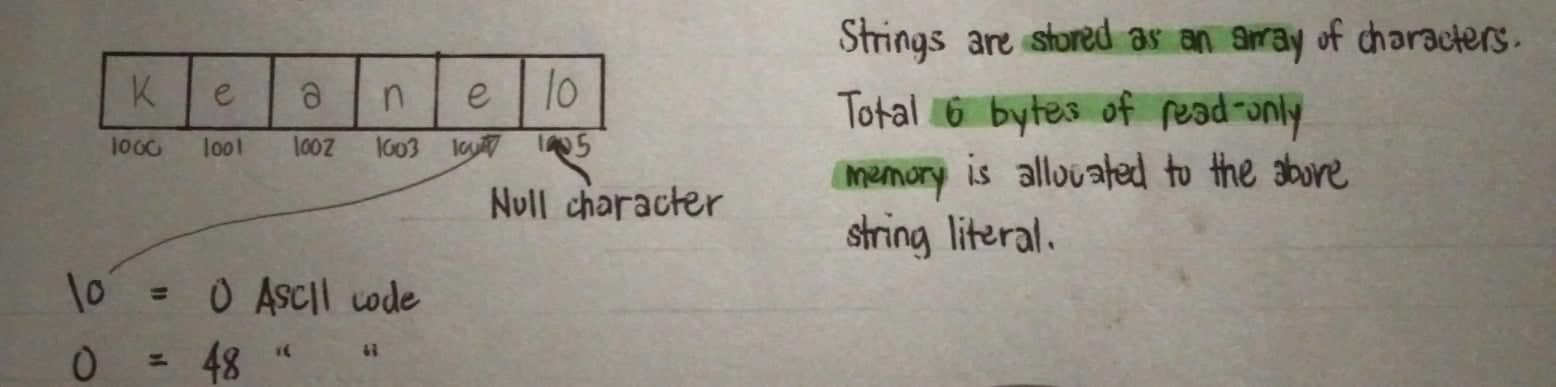 K e a n e \0
1000 1001 1002 1003 1005
Null character
\0 = 0 ASCII code
0 = 48 " "
Strings are stored as an array of characters.
Total 6 bytes of read-only
memory is allocated to the above
string literal.